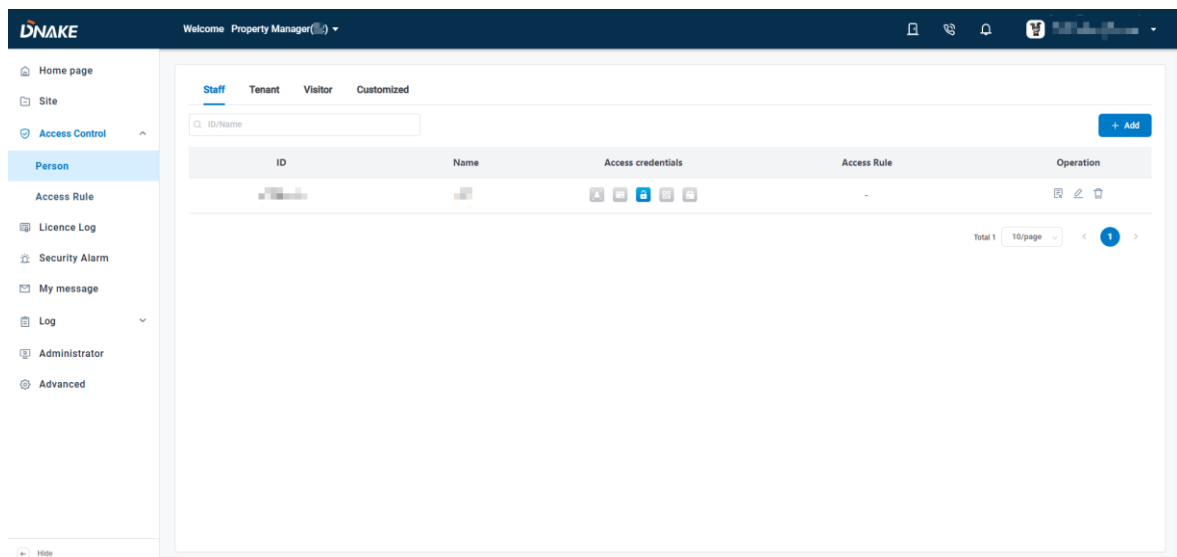 DNAKE
Welcome Property Manager( ) 
Home page
Site
Access Control
Person
Access Rule
Licence Log
Security Alarm
My message
Log
Administrator
Advanced
Hide
Staff Tenant Visitor Customized
ID/Name
+ Add
ID Name Access credentials Access Rule Operation
-
Total 1 10/page < 1 >